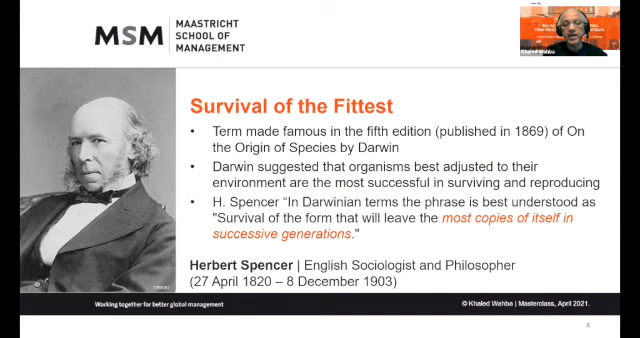 MSM
MAASTRICHT
SCHOOL OF
MANAGEMENT
Khaled Wahba
Survival of the Fittest
• Term made famous in the fifth edition (published in 1869) of On
the Origin of Species by Darwin
• Darwin suggested that organisms best adjusted to their
environment are the most successful in surviving and reproducing
• H. Spencer “In Darwinian terms the phrase is best understood as
"Survival of the form that will leave the most copies of itself in
successive generations."
Herbert Spencer | English Sociologist and Philosopher
(27 April 1820 – 8 December 1903)
Working together for better global management
© Khaled Wahba | Masterclass, April 2021.
8